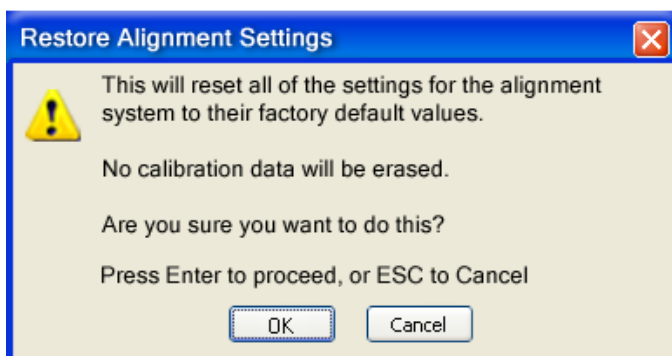 Restore Alignment Settings
This will reset all of the settings for the alignment
system to their factory default values.
No calibration data will be erased.
Are you sure you want to do this?
Press Enter to proceed, or ESC to Cancel
OK Cancel